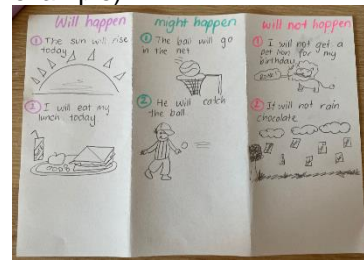 Will happen
① The sun will rise
today
② I will eat my
lunch today
might happen
① The ball will go
in the net
② He will catch
the ball
will not happen
① I will not get a
pet lion for my
birthday
② It will not rain
chocolate